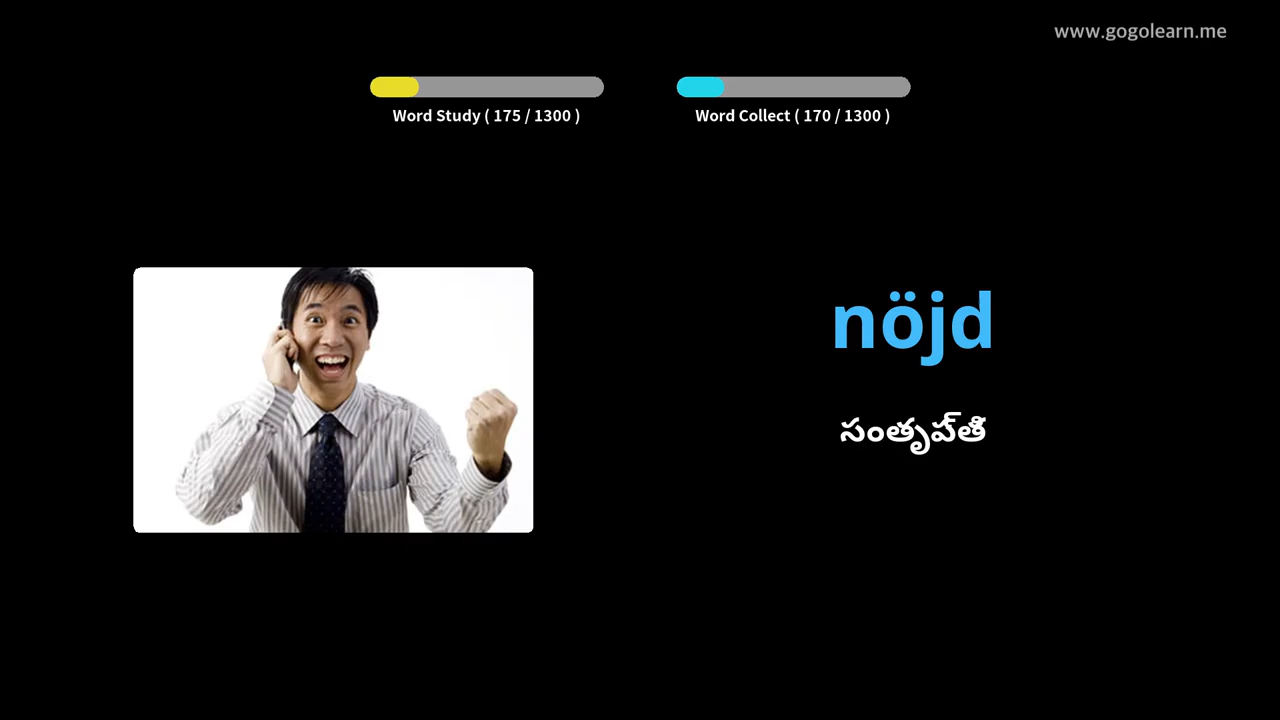 www.gogolearn.me
Word Study ( 175 / 1300 )
Word Collect ( 170 / 1300 )
nöjd
సంతృప్తి